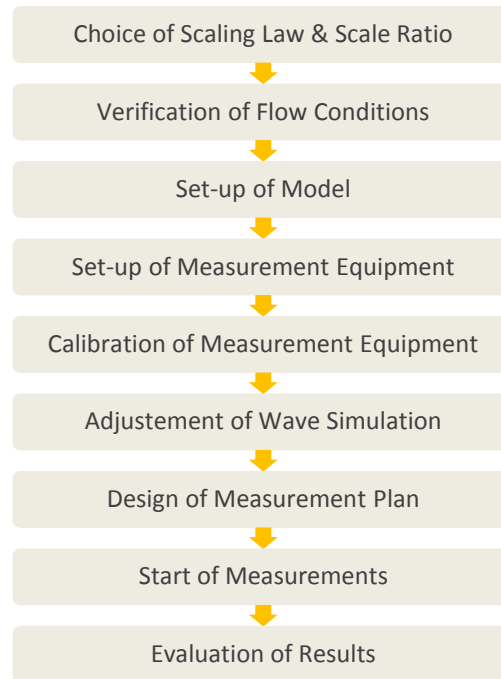 Choice of Scaling Law & Scale Ratio
Verification of Flow Conditions
Set-up of Model
Set-up of Measurement Equipment
Calibration of Measurement Equipment
Adjustement of Wave Simulation
Design of Measurement Plan
Start of Measurements
Evaluation of Results